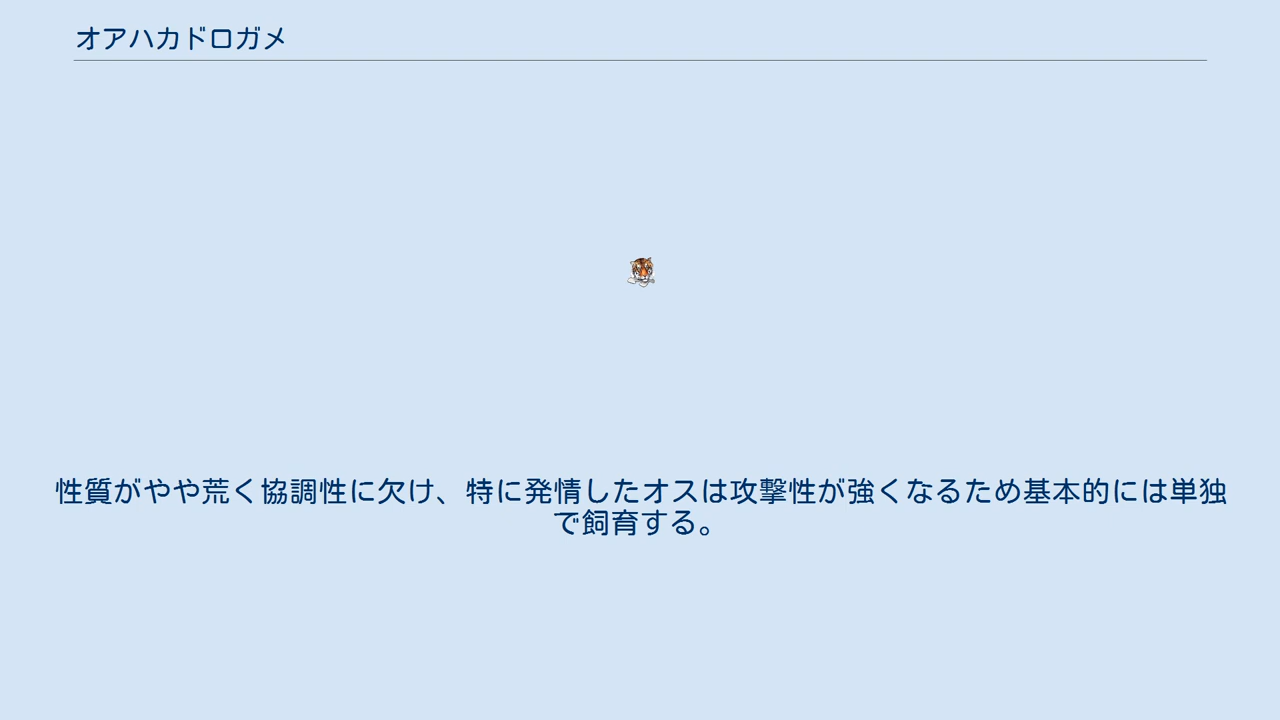 オアハカドロガメ
性質がやや荒く協調性に欠け、特に発情したオスは攻撃性が強くなるため基本的には単独
で飼育する。